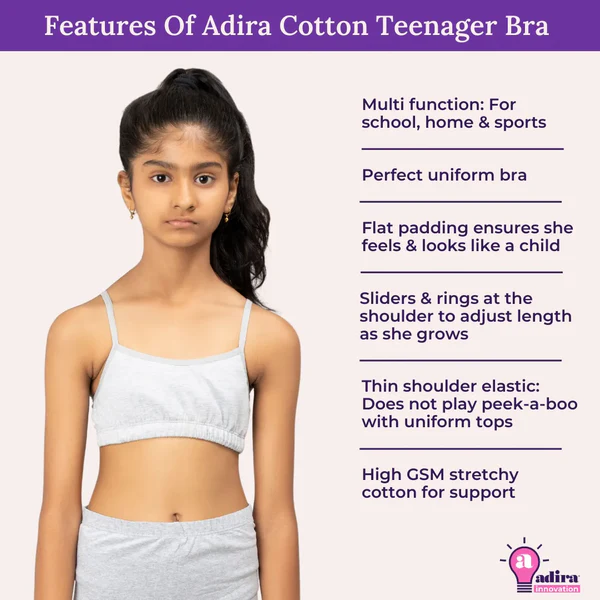 Features Of Adira Cotton Teenager Bra
Multi function: For
school, home & sports
Perfect uniform bra
Flat padding ensures she
feels & looks like a child
Sliders & rings at the
shoulder to adjust length
as she grows
Thin shoulder elastic:
Does not play peek-a-boo
with uniform tops
High GSM stretchy
cotton for support
a
adira
innovation